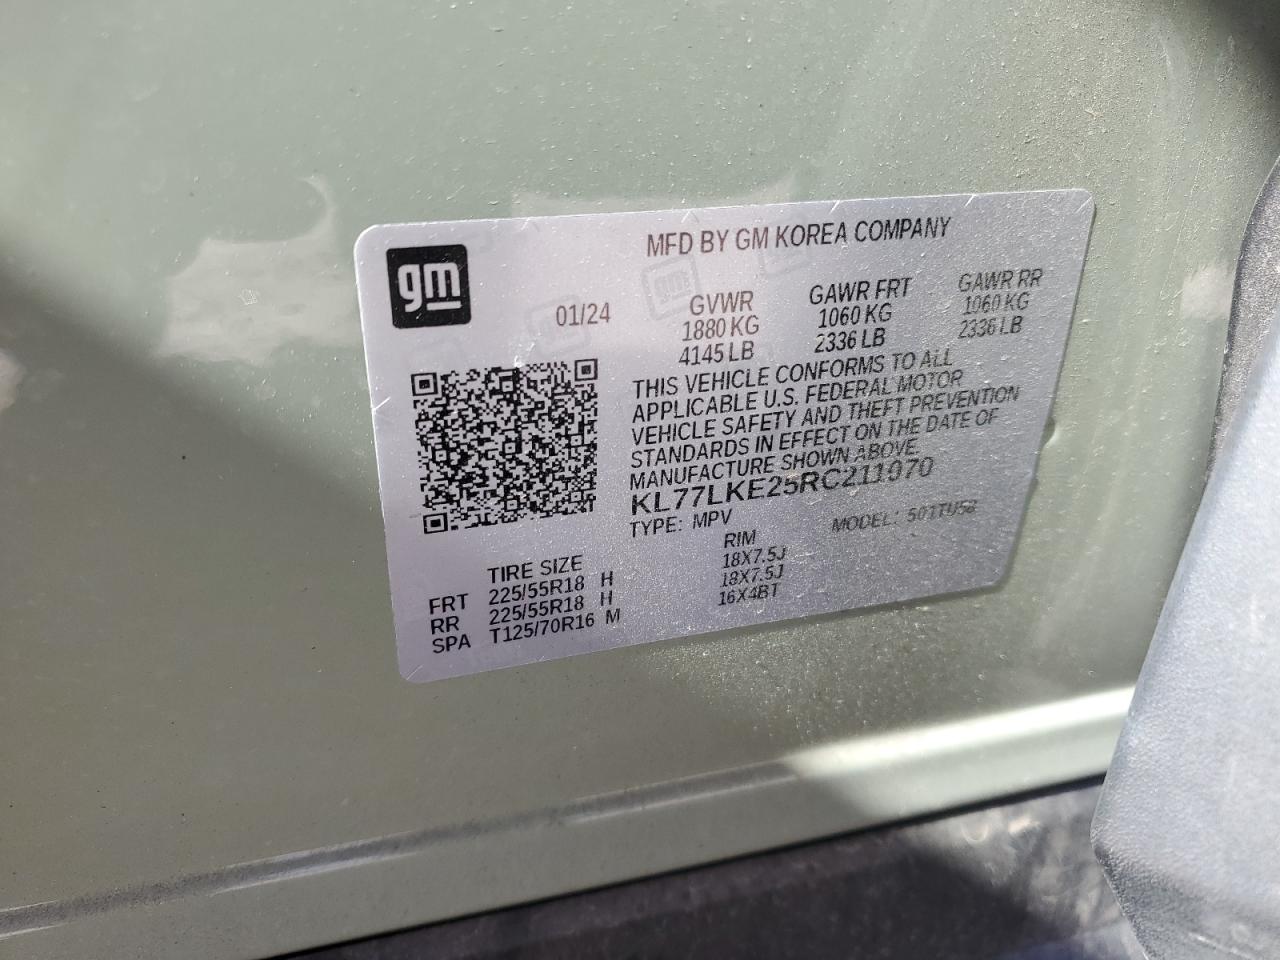 gm
MFD BY GM KOREA COMPANY
01/24
GVWR GAWR FRT GAWR RR
1880 KG 1060 KG 1060 KG
4145 LB 2336 LB 2336 LB
THIS VEHICLE CONFORMS TO ALL
APPLICABLE U.S. FEDERAL MOTOR
VEHICLE SAFETY AND THEFT PREVENTION
STANDARDS IN EFFECT ON THE DATE OF
MANUFACTURE SHOWN ABOVE.
KL77LKE25RC211070
TYPE: MPV MODEL:
TIRE SIZE RIM
FRT 225/55R18 H 18X7.5J
RR 225/55R18 H 18X7.5J
SPA T125/70R16 M 16X4BT